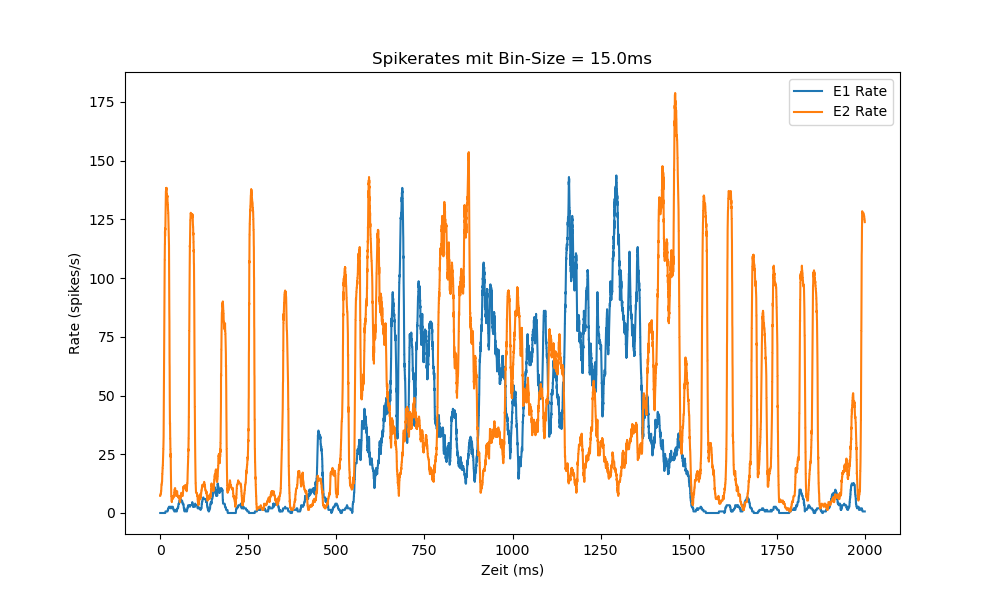 Spikerates mit Bin-Size = 15.0ms
E1 Rate
E2 Rate
175
150
125
100
75
50
25
0
Rate (spikes/s)
0 250 500 750 1000 1250 1500 1750 2000
Zeit (ms)